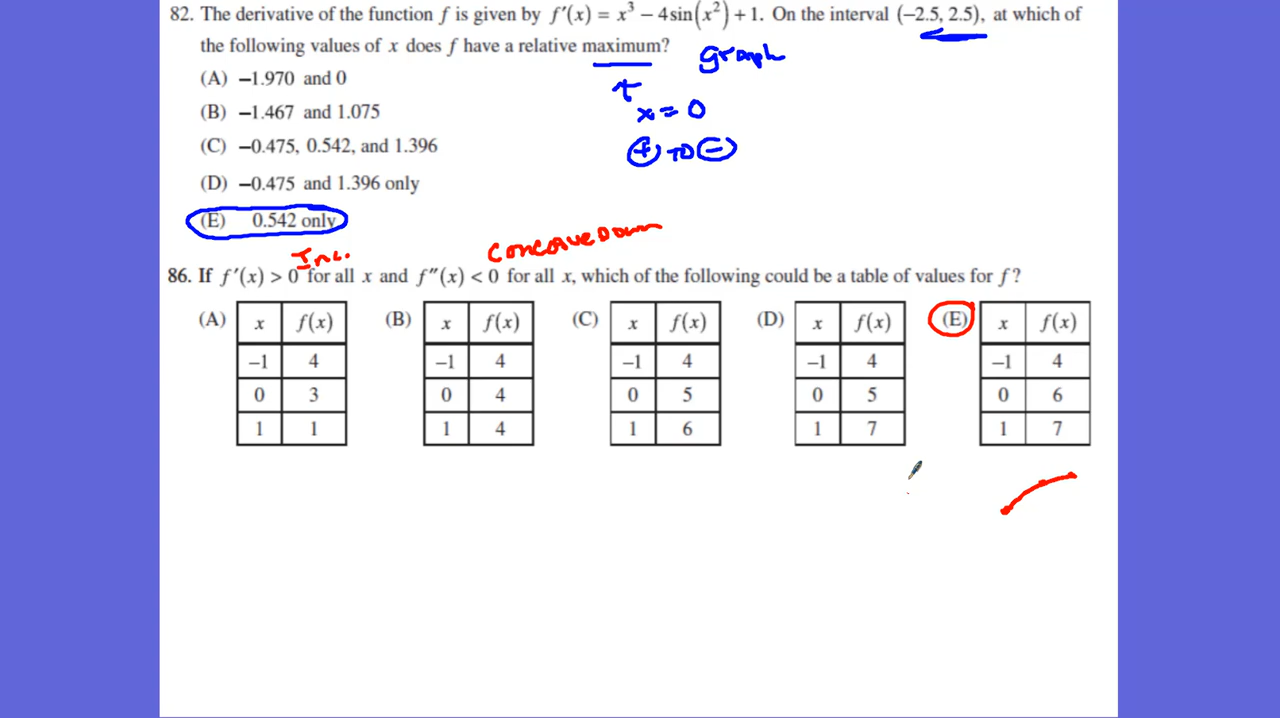 82. The derivative of the function f is given by f′(x) = x³ − 4sin(x²) + 1. On the interval (−2.5, 2.5), at which of
the following values of x does f have a relative maximum?
graph
(A) −1.970 and 0
x = 0
(B) −1.467 and 1.075
(C) −0.475, 0.542, and 1.396
+ TO −
(D) −0.475 and 1.396 only
(E) 0.542 only
Inc.
Concave Down
86. If f′(x) > 0 for all x and f″(x) < 0 for all x, which of the following could be a table of values for f?
(A) x f(x) (B) x f(x) (C) x f(x) (D) x f(x) (E) x f(x)
−1 4 −1 4 −1 4 −1 4 −1 4
0 3 0 4 0 5 0 5 0 6
1 1 1 4 1 6 1 7 1 7